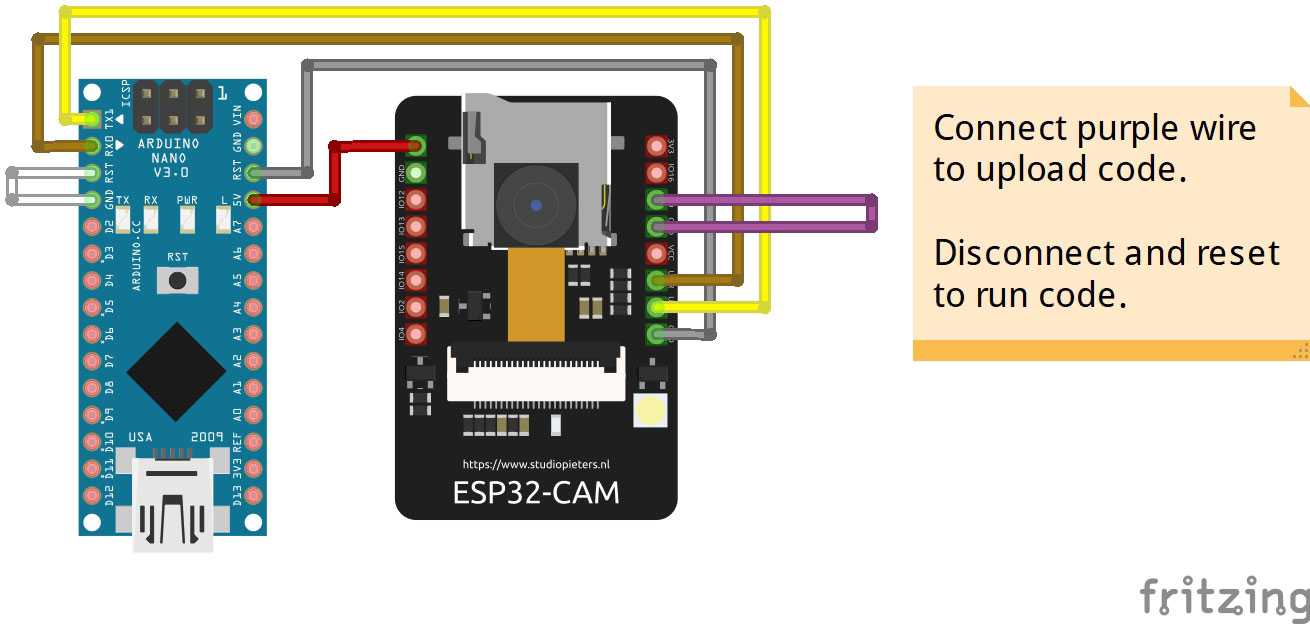 ICSP
1
TX1
RX0
RST
GND
D2
D3
D4
D5
D6
D7
D8
D9
D10
D11
D12
VIN
GND
RST
5V
A7
A6
A5
A4
A3
A2
A1
A0
REF
3V3
D13
ARDUINO
NANO
V3.0
TX RX PWR L
ARDUINO.CC
RST
USA 2009
GND
IO12
IO13
IO15
IO14
IO2
IO4
3V3
IO16
VCC
https://www.studiopieters.nl
ESP32-CAM
Connect purple wire
to upload code.
Disconnect and reset
to run code.
fritzing